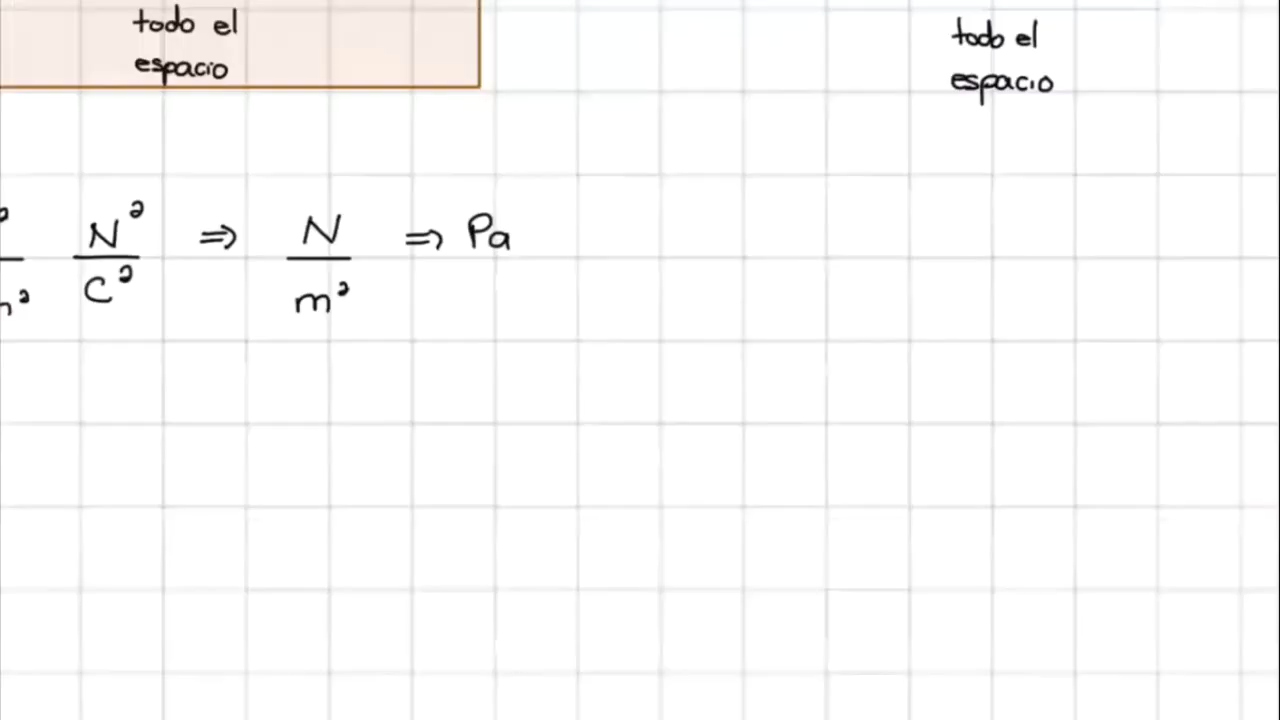 todo el
espacio
todo el
espacio
N² / C² ⇒ N / m² ⇒ Pa